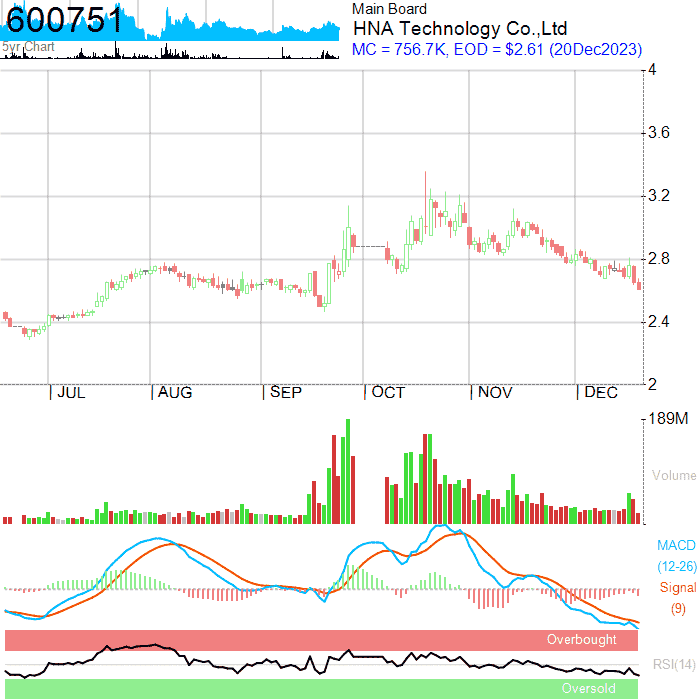 600751
5yr Chart
Main Board
HNA Technology Co.,Ltd
MC = 756.7K, EOD = $2.61 (20Dec2023)
4
3.6
3.2
2.8
2.4
2
JUL AUG SEP OCT NOV DEC
189M
Volume
MACD
(12-26)
Signal
(9)
Overbought
RSI(14)
Oversold